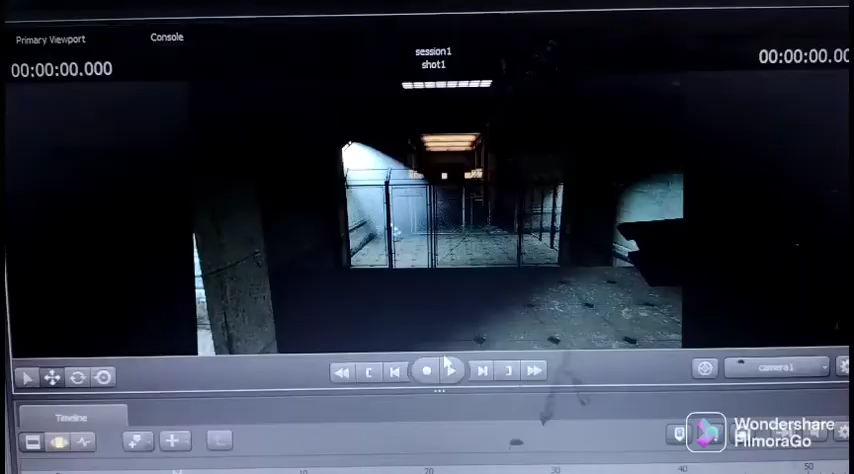 Primary Viewport
Console
session1
shot1
00:00:00.000
00:00:00.00
camera1
Timeline
Wondershare
FilmoraGo
10
20
30
40
50